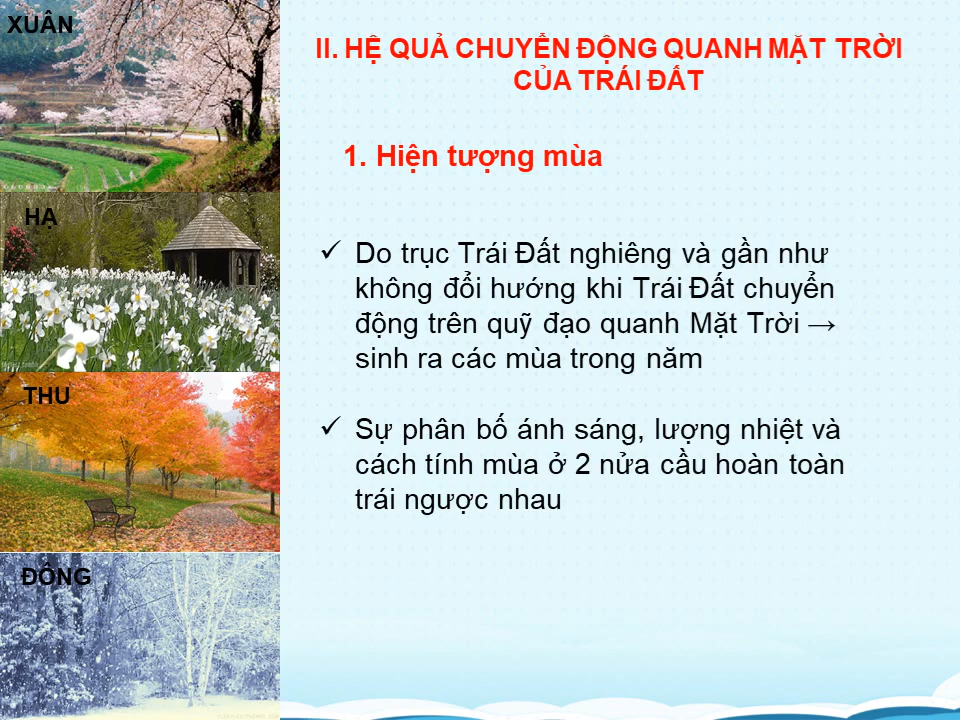 XUÂN
HẠ
THU
ĐÔNG
II. HỆ QUẢ CHUYỂN ĐỘNG QUANH MẶT TRỜI
CỦA TRÁI ĐẤT
1. Hiện tượng mùa
✓ Do trục Trái Đất nghiêng và gần như
không đổi hướng khi Trái Đất chuyển
động trên quỹ đạo quanh Mặt Trời →
sinh ra các mùa trong năm
✓ Sự phân bố ánh sáng, lượng nhiệt và
cách tính mùa ở 2 nửa cầu hoàn toàn
trái ngược nhau